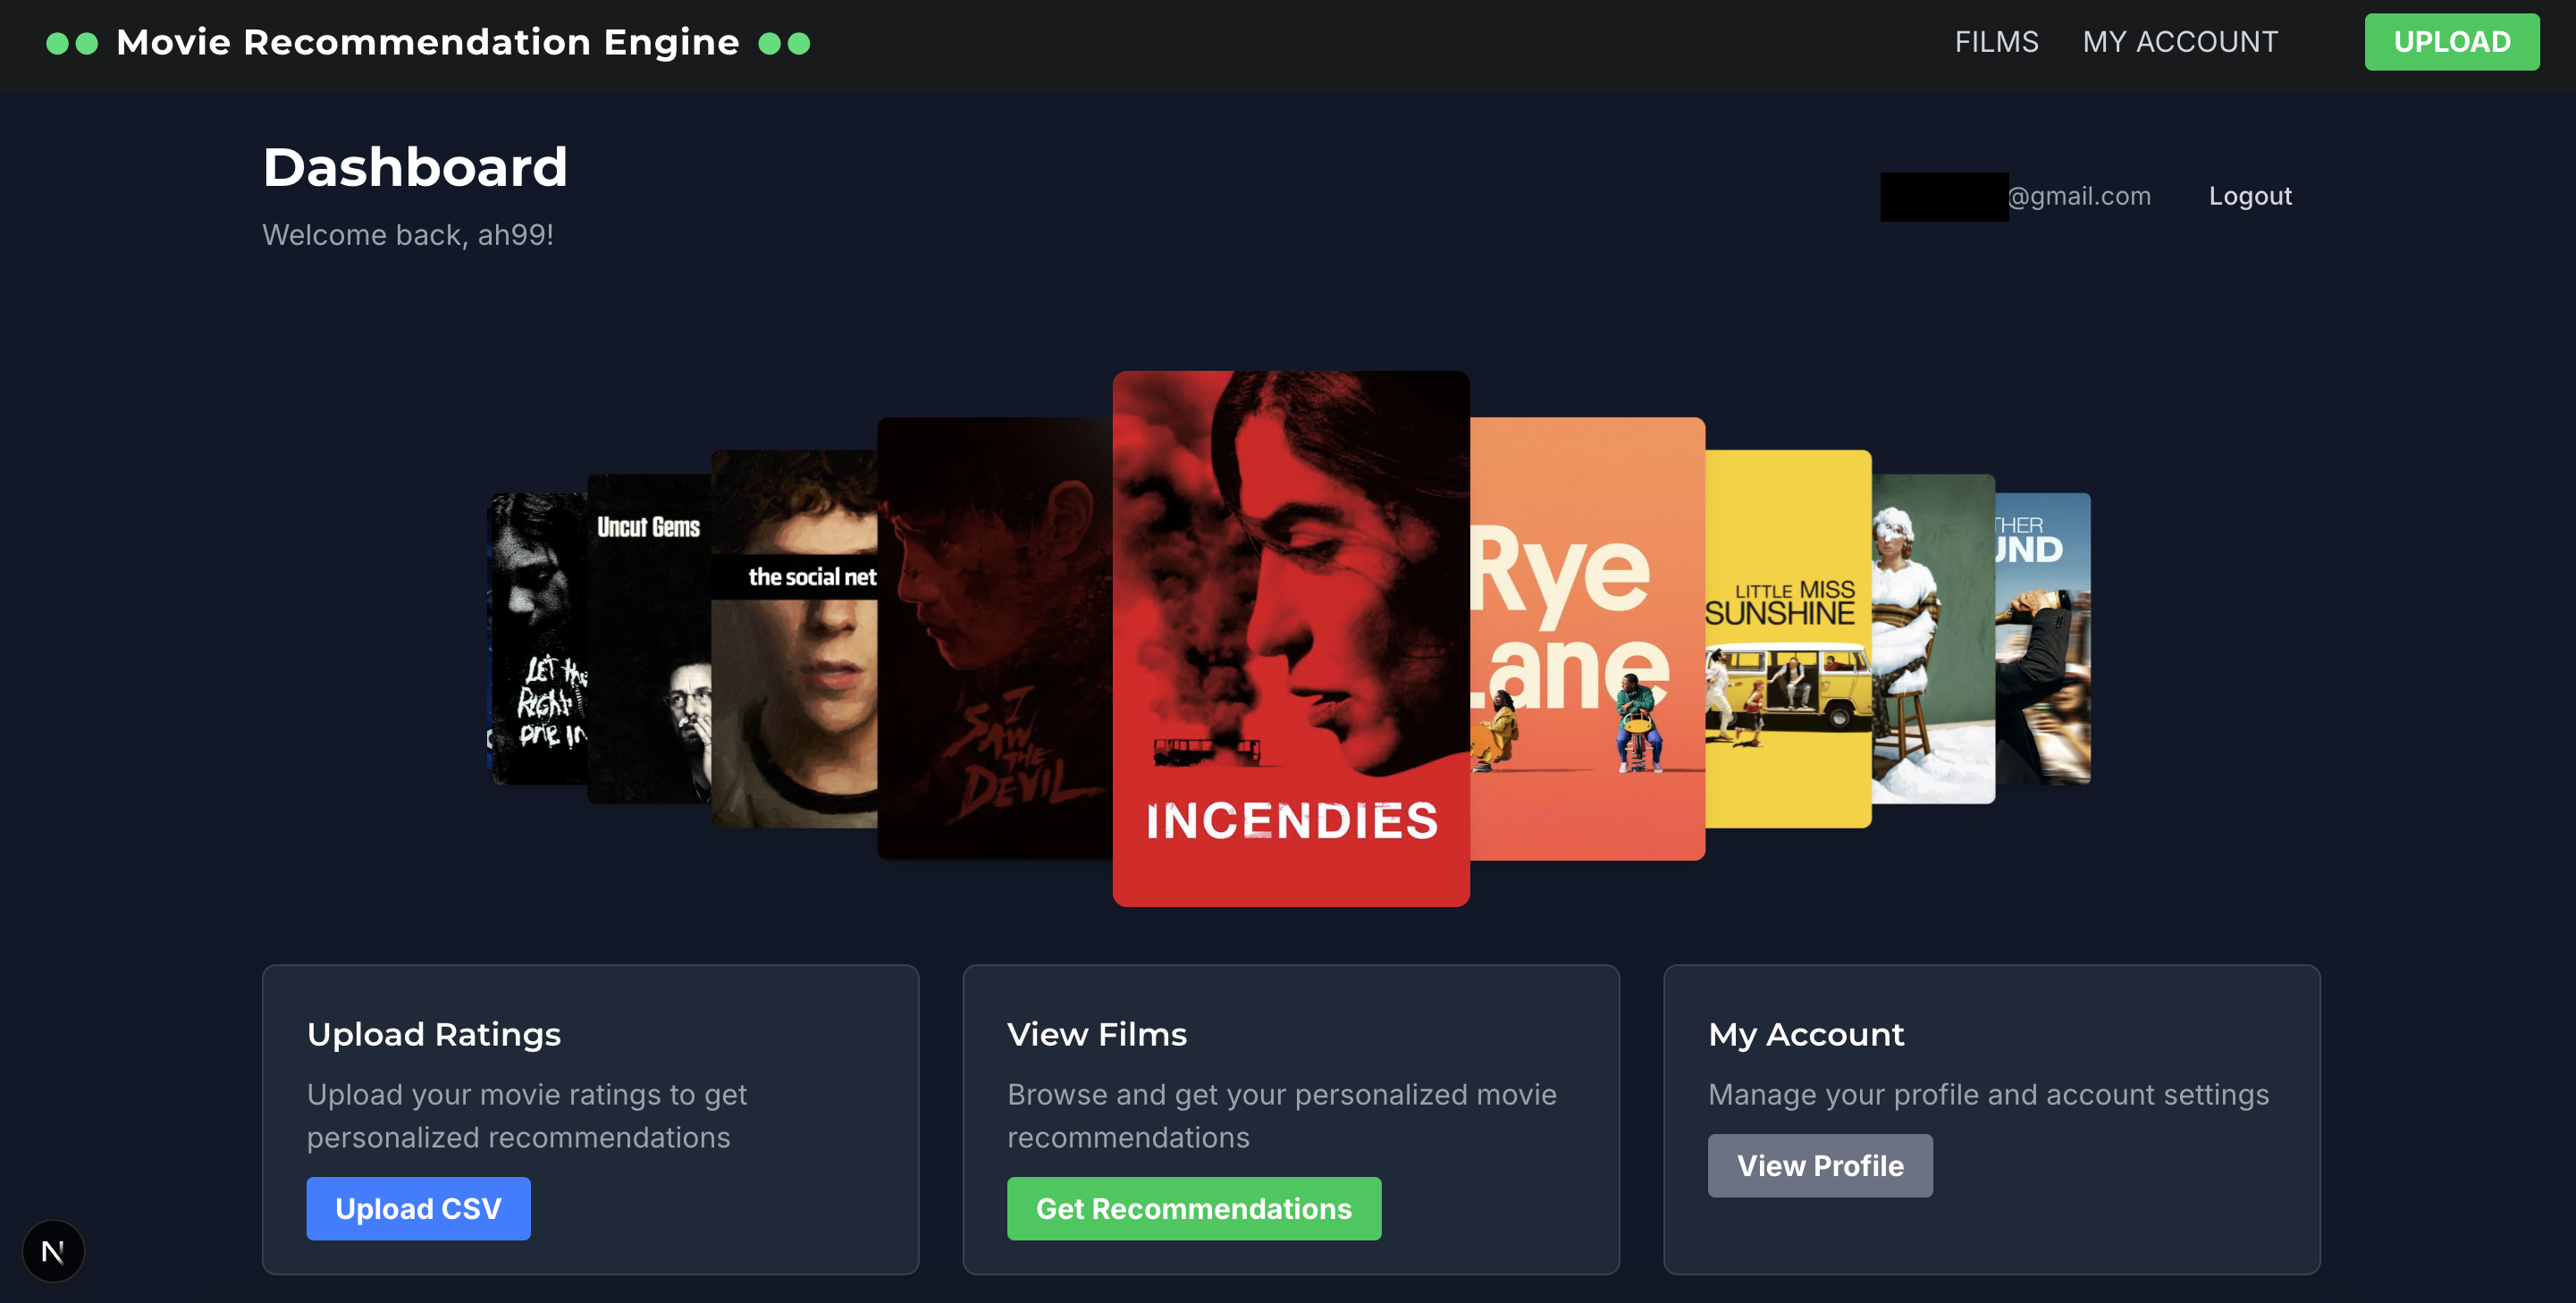 Movie Recommendation Engine
FILMS
MY ACCOUNT
UPLOAD
Dashboard
Welcome back, ah99!
@gmail.com
Logout
LET the
Right
one In
Uncut Gems
the social net
I
SAW
THE
DEVIL
INCENDIES
Rye
Lane
LITTLE MISS
SUNSHINE
THER
UND
Upload Ratings
Upload your movie ratings to get
personalized recommendations
Upload CSV
View Films
Browse and get your personalized movie
recommendations
Get Recommendations
My Account
Manage your profile and account settings
View Profile
N